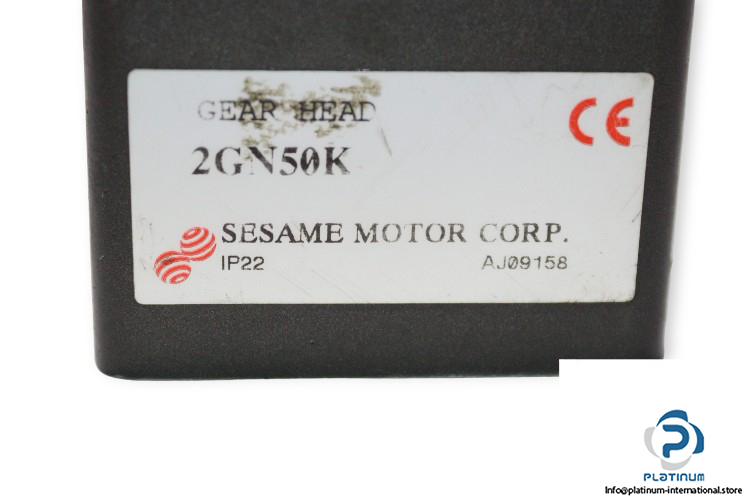 GEAR HEAD
CE
2GN50K
SESAME MOTOR CORP.
IP22
AJ09158
PLATINUM
Info@platinum-international.store